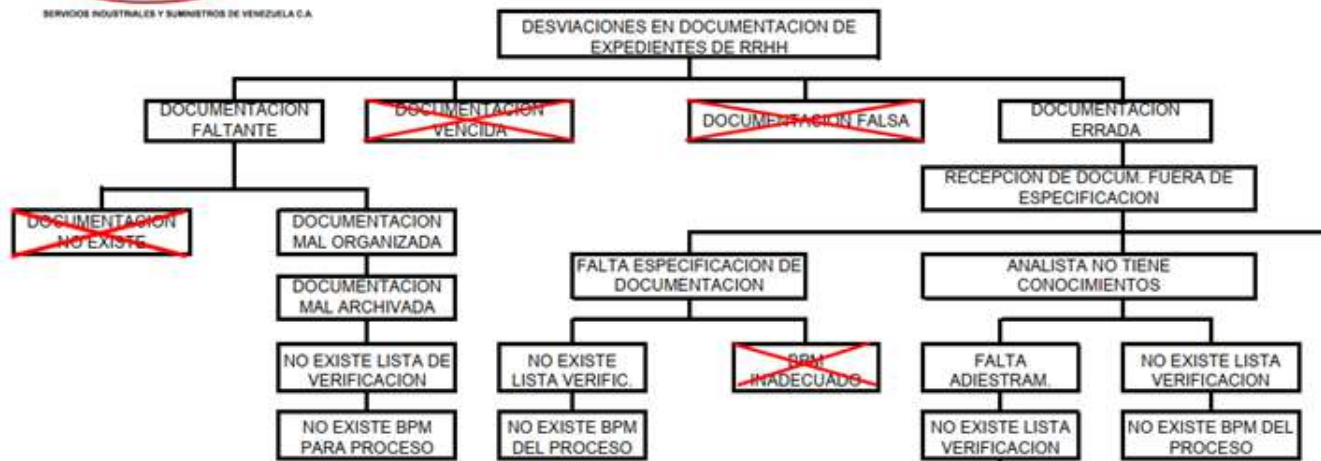 SERVICIOS INDUSTRIALES Y SUMINISTROS DE VENEZUELA C.A.
DESVIACIONES EN DOCUMENTACION DE
EXPEDIENTES DE RRHH
DOCUMENTACION
FALTANTE
DOCUMENTACION
VENCIDA
DOCUMENTACION FALSA
DOCUMENTACION
ERRADA
RECEPCION DE DOCUM. FUERA DE
ESPECIFICACION
DOCUMENTACION
NO EXISTE
DOCUMENTACION
MAL ORGANIZADA
FALTA ESPECIFICACION DE
DOCUMENTACION
ANALISTA NO TIENE
CONOCIMIENTOS
DOCUMENTACION
MAL ARCHIVADA
NO EXISTE LISTA DE
VERIFICACION
NO EXISTE
LISTA VERIFIC.
BPM
INADECUADO
FALTA
ADIESTRAM.
NO EXISTE LISTA
VERIFICACION
NO EXISTE BPM
PARA PROCESO
NO EXISTE BPM
DEL PROCESO
NO EXISTE LISTA
VERIFICACION
NO EXISTE BPM DEL
PROCESO